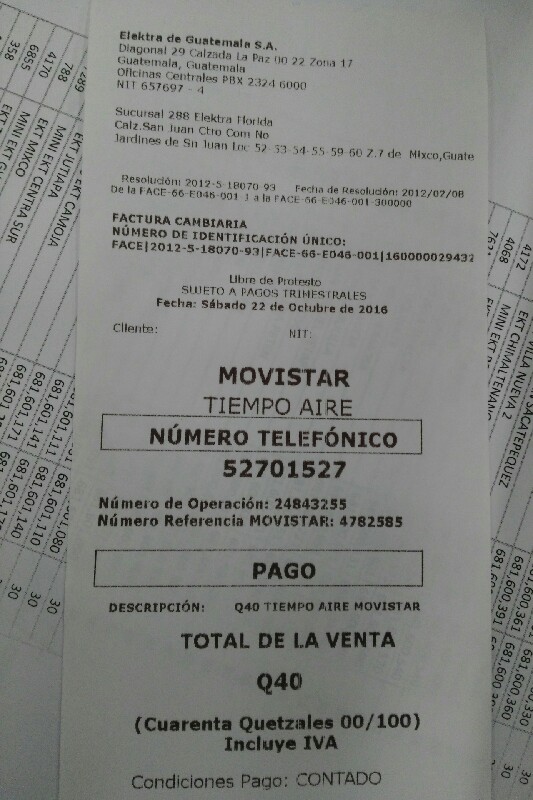 Elektra de Guatemala S.A.
Diagonal 29 Calzada La Paz 00 22 Zona 17
Guatemala, Guatemala
Oficinas Centrales PBX 2324 6000
NIT 657697 - 4
Sucursal 288 Elektra Florida
Calz.San Juan Ctro Com No
Jardines de Sn Juan Loc 52-53-54-55-59-60 Z.7 de Mixco,Guate
Resolución: 2012-5-18070-93 Fecha de Resolución: 2012/02/08
De la FACE-66-E046-001-1 a la FACE-66-E046-001-300000
FACTURA CAMBIARIA
NÚMERO DE IDENTIFICACIÓN ÚNICO:
FACE|2012-5-18070-93|FACE-66-E046-001|160000029432
Libre de Protesto
SUJETO A PAGOS TRIMESTRALES
Fecha: Sábado 22 de Octubre de 2016
Cliente: NIT:
MOVISTAR
TIEMPO AIRE
NÚMERO TELEFÓNICO
52701527
Número de Operación: 24843255
Número Referencia MOVISTAR: 4782585
PAGO
DESCRIPCIÓN: Q40 TIEMPO AIRE MOVISTAR
TOTAL DE LA VENTA
Q40
(Cuarenta Quetzales 00/100)
Incluye IVA
Condiciones Pago: CONTADO
7289 EKT CAMOJA
788 EKT JUTIAPA
4170 MINI EKT CENTRA SUR
6855 EKT MIXCO
358 MINI EKT
681,601,080 30
681,601,111 681,601,110 30
681,601,141 681,601,140 30
681,601,171
4172 SACATEPEQUEZ
4068 VILLA NUEVA 2
EKT CHIMALTENANGO
MINI EKT
681,600,330 30
681,600,361 681,600,360 30
681,600,391